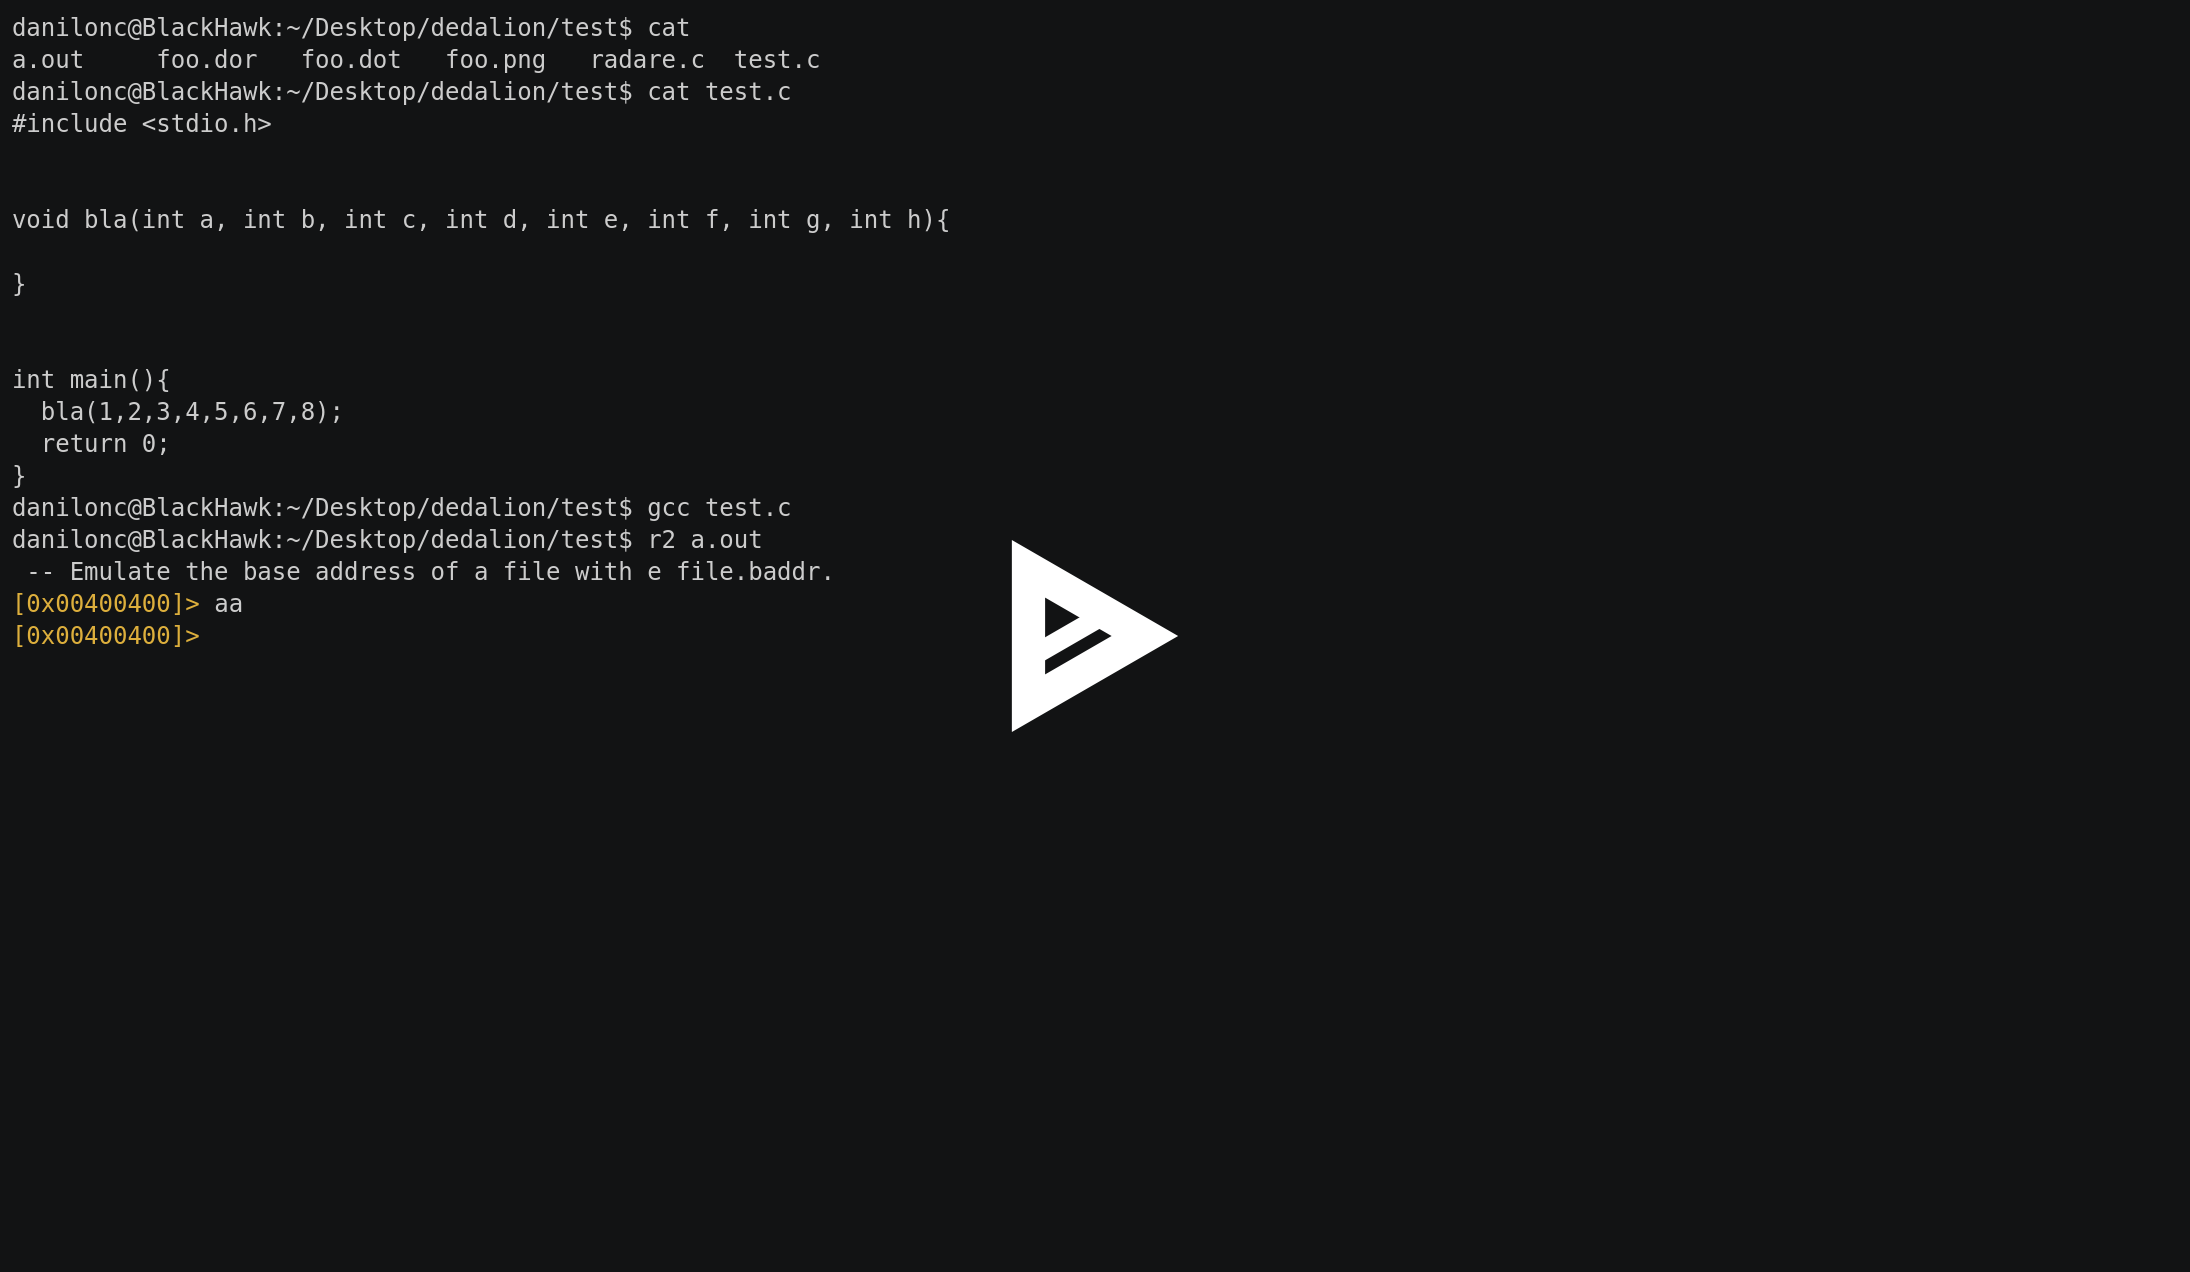 danilonc@BlackHawk:~/Desktop/dedalion/test$ cat
a.out     foo.dor   foo.dot   foo.png   radare.c  test.c
danilonc@BlackHawk:~/Desktop/dedalion/test$ cat test.c
#include <stdio.h>
void bla(int a, int b, int c, int d, int e, int f, int g, int h){
}
int main(){
  bla(1,2,3,4,5,6,7,8);
  return 0;
}
danilonc@BlackHawk:~/Desktop/dedalion/test$ gcc test.c
danilonc@BlackHawk:~/Desktop/dedalion/test$ r2 a.out
 -- Emulate the base address of a file with e file.baddr.
[0x00400400]> aa
[0x00400400]>